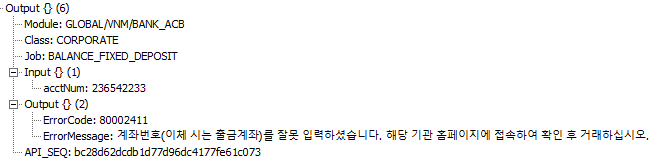 Output {} (6)
Module: GLOBAL/VNM/BANK_ACB
Class: CORPORATE
Job: BALANCE_FIXED_DEPOSIT
Input {} (1)
acctNum: 236542233
Output {} (2)
ErrorCode: 80002411
ErrorMessage: 계좌번호(이체 시는 출금계좌)를 잘못 입력하셨습니다. 해당 기관 홈페이지에 접속하여 확인 후 거래하십시오.
API_SEQ: bc28d62dcdb1d77d96dc4177fe61c073